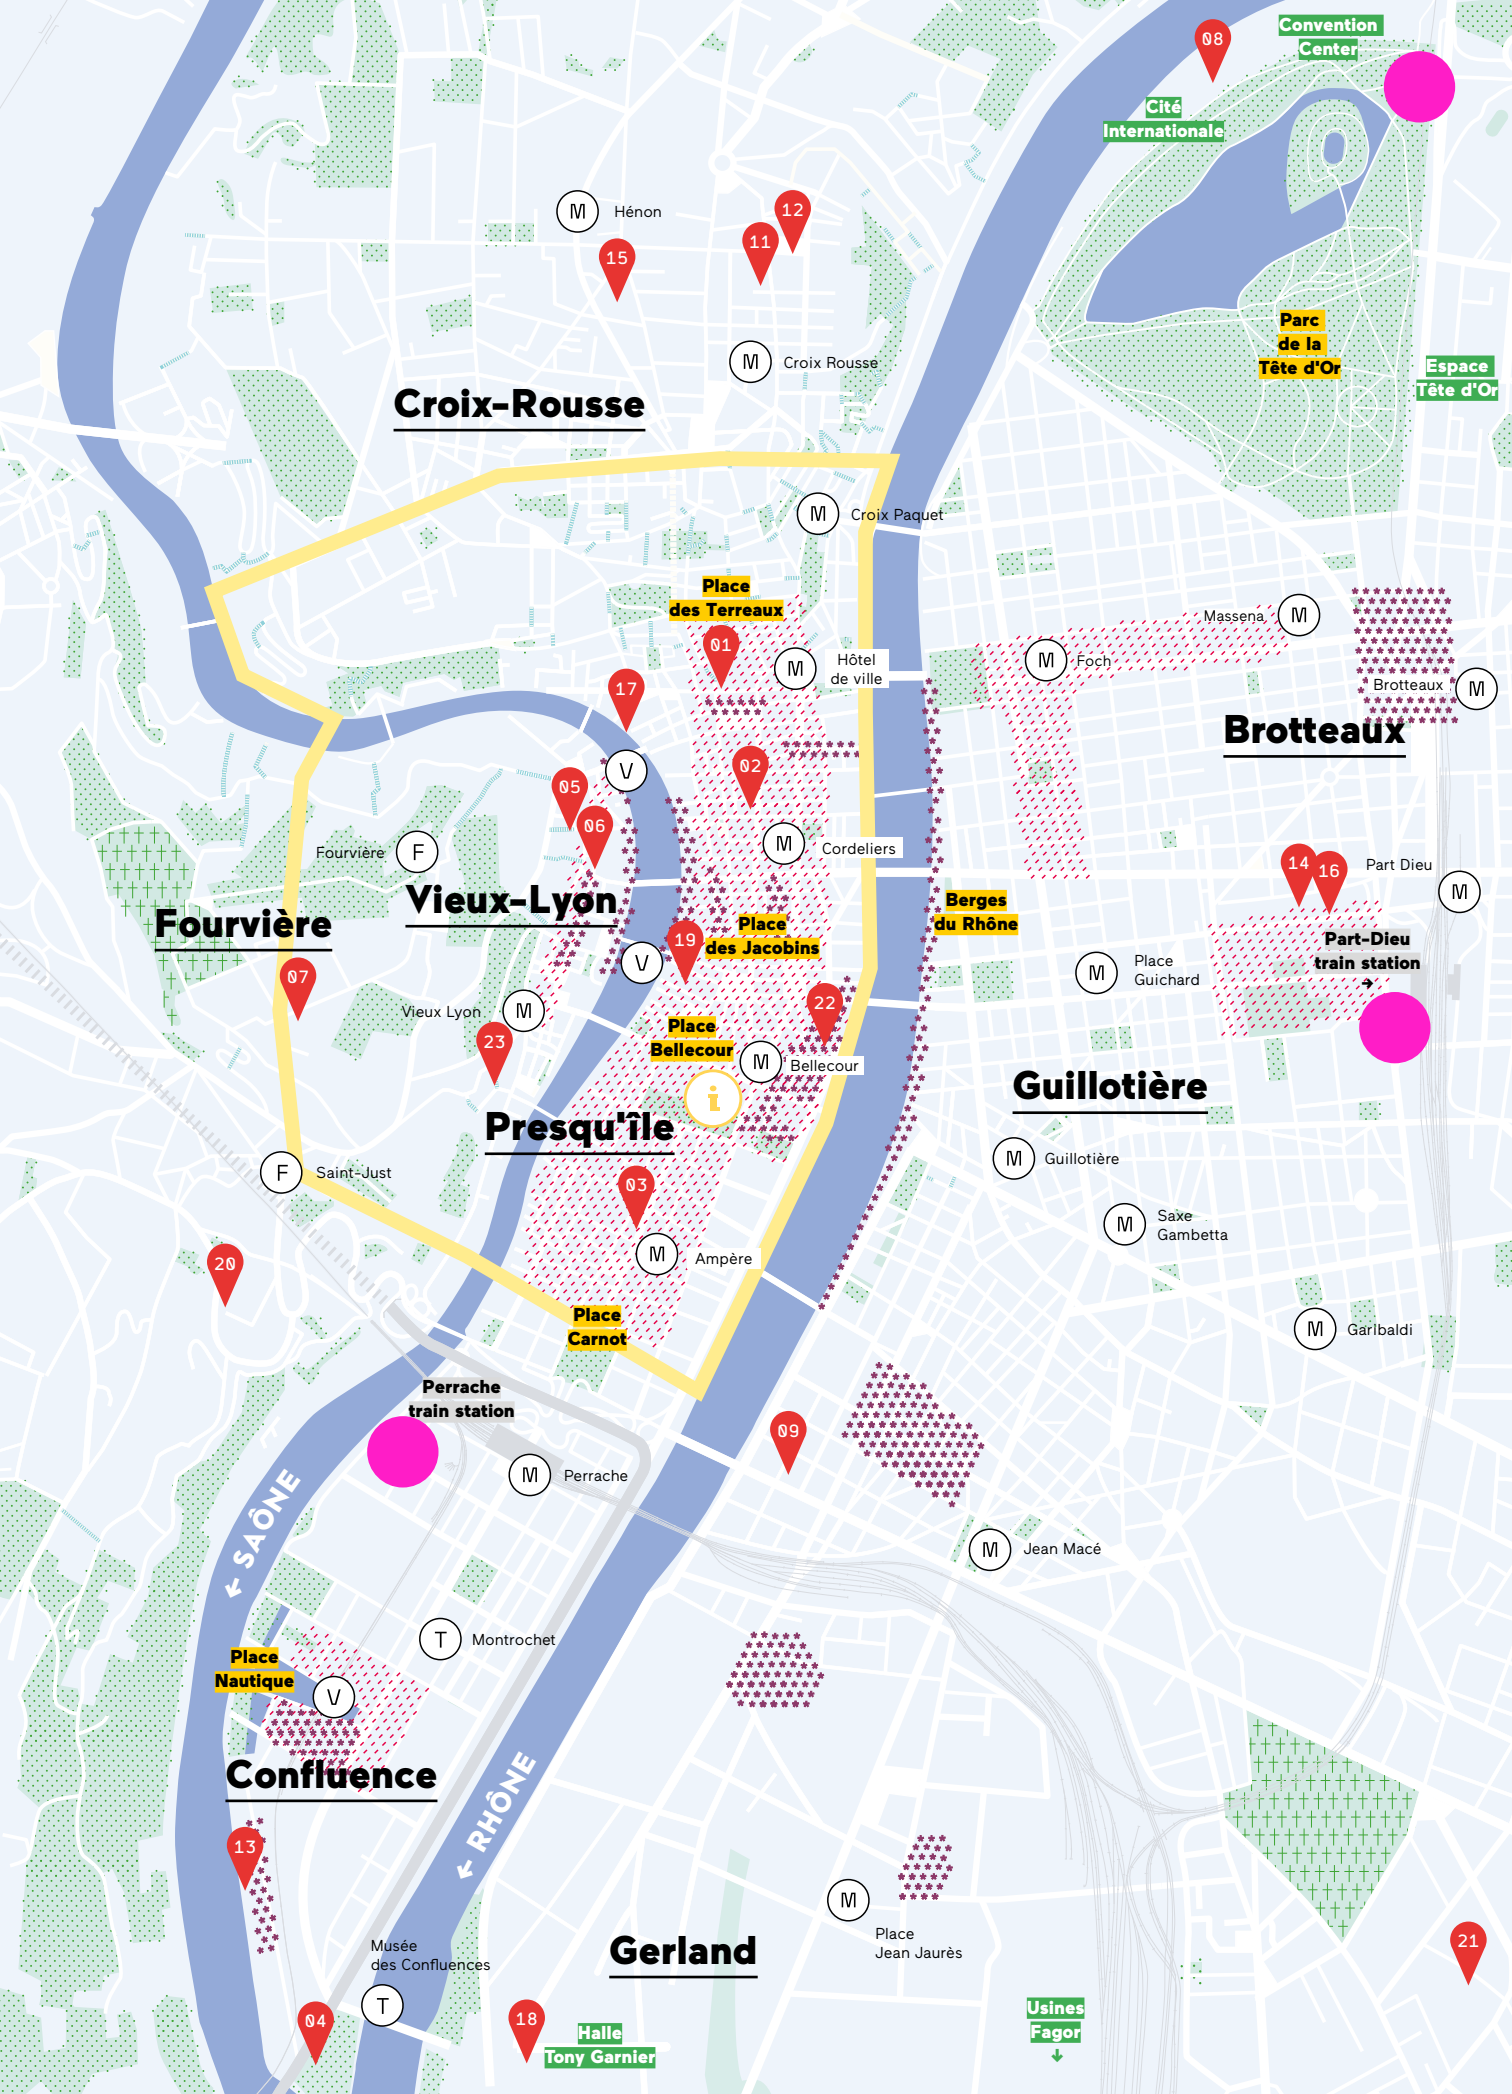 08
Convention
Center
Cité
Internationale
12
M
Hénon
11
15
Parc
de la
Tête d'Or
M
Croix Rousse
Espace
Tête d'Or
Croix-Rousse
M
Croix Paquet
Place
des Terreaux
Massena
M
01
M
Hôtel
de ville
M
Foch
17
Brotteaux
M
Brotteaux
V
02
05
06
Fourvière
F
M
Cordeliers
14
16
Part Dieu
M
Vieux-Lyon
Berges
du Rhône
Fourvière
Place
des Jacobins
19
V
Part-Dieu
train station
→
07
M
Place
Guichard
22
Vieux Lyon
M
23
Place
Bellecour
M
Bellecour
i
Guillotière
Presqu'île
M
Guillotière
F
Saint-Just
03
M
Saxe
Gambetta
M
Ampère
20
Place
Carnot
M
Garibaldi
Perrache
train station
09
M
Perrache
← SAÔNE
M
Jean Macé
T
Montrochet
Place
Nautique
V
Confluence
← RHÔNE
13
M
Place
Jean Jaurès
Gerland
21
Musée
des Confluences
T
04
18
Halle
Tony Garnier
Usines
Fagor
↓